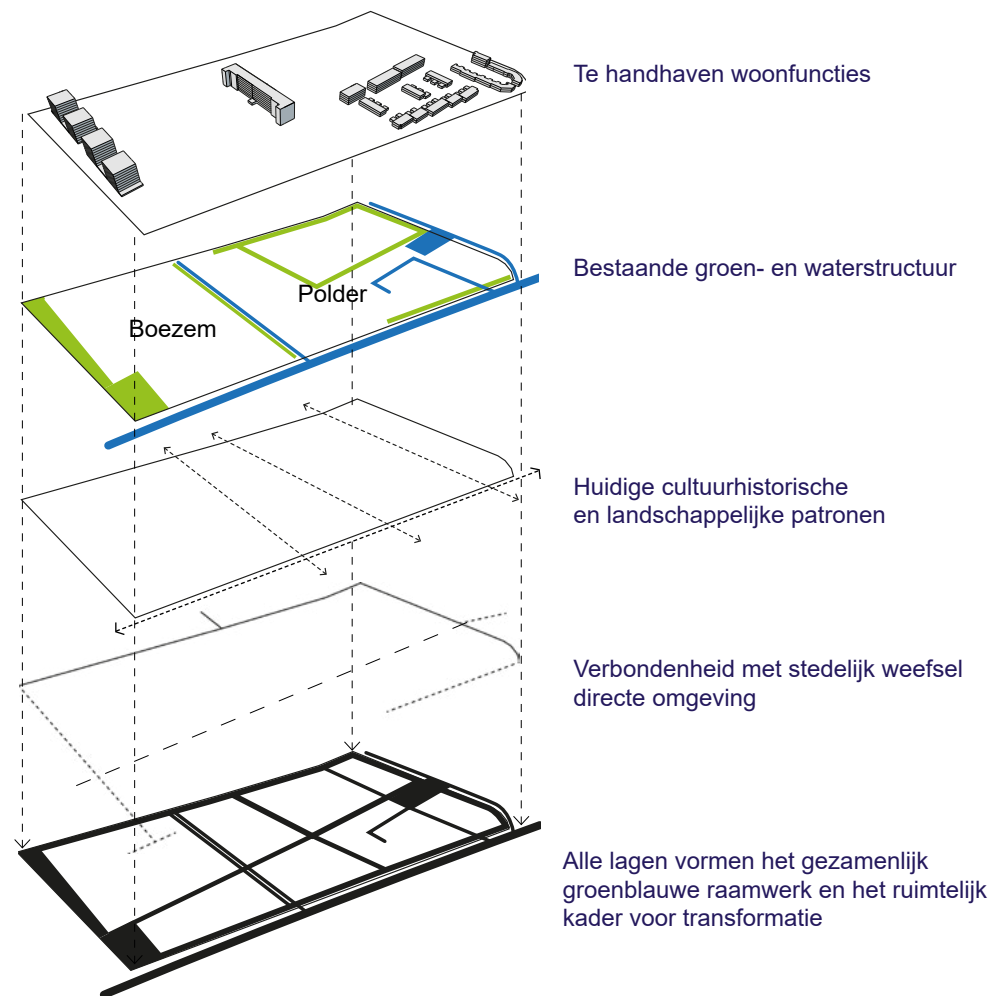 Te handhaven woonfuncties
Bestaande groen- en waterstructuur
Polder
Boezem
Huidige cultuurhistorische
en landschappelijke patronen
Verbondenheid met stedelijk weefsel
directe omgeving
Alle lagen vormen het gezamenlijk
groenblauwe raamwerk en het ruimtelijk
kader voor transformatie